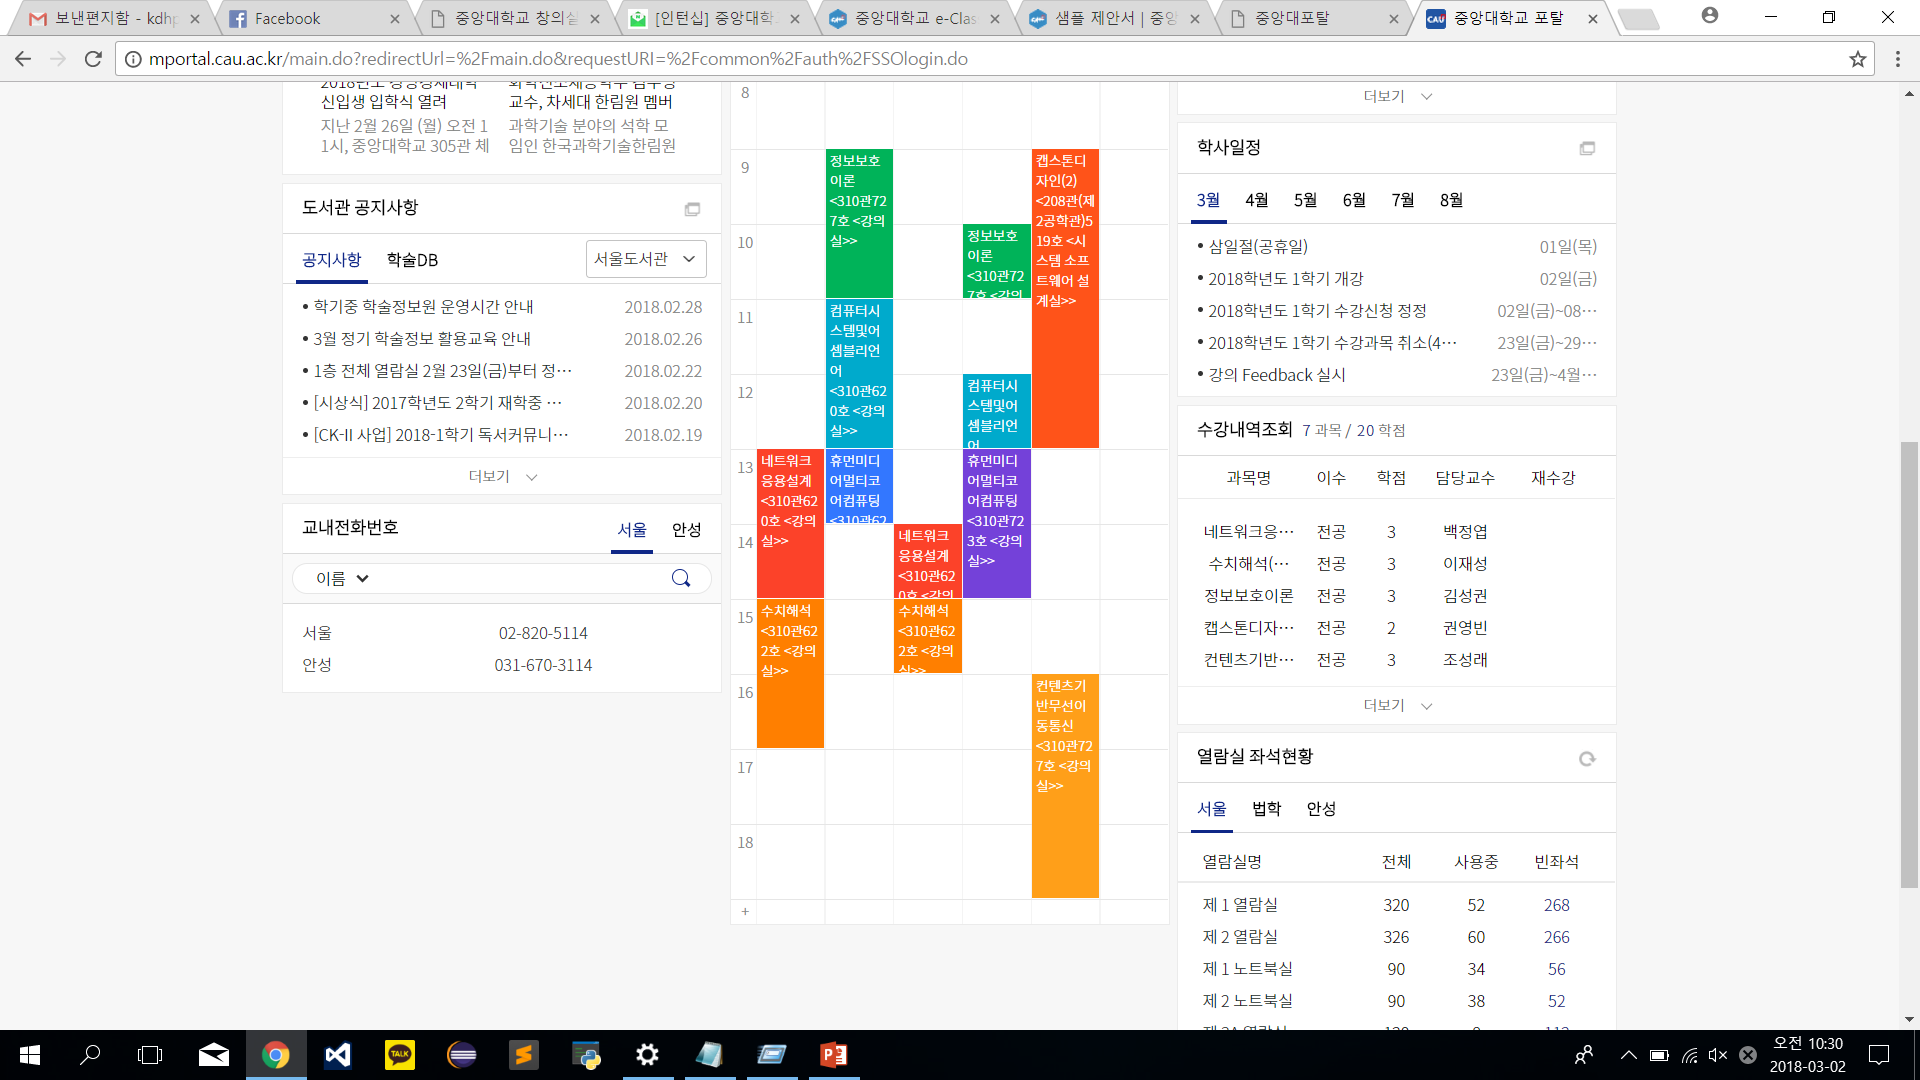 보낸편지함 - kdhp
Facebook
중앙대학교 창의설
[인턴십] 중앙대학
중앙대학교 e-Clas
샘플 제안서 | 중앙
중앙대포탈
중앙대학교 포탈
mportal.cau.ac.kr/main.do?redirectUrl=%2Fmain.do&requestURI=%2Fcommon%2Fauth%2FSSOlogin.do
신입생 입학식 열려
지난 2월 26일 (월) 오전 1
1시, 중앙대학교 305관 체
교수, 차세대 한림원 멤버
과학기술 분야의 석학 모
임인 한국과학기술한림원
도서관 공지사항
공지사항 학술DB 서울도서관
• 학기중 학술정보원 운영시간 안내 2018.02.28
• 3월 정기 학술정보 활용교육 안내 2018.02.26
• 1층 전체 열람실 2월 23일(금)부터 정… 2018.02.22
• [시상식] 2017학년도 2학기 재학중 … 2018.02.20
• [CK-II 사업] 2018-1학기 독서커뮤니… 2018.02.19
더보기
교내전화번호 서울 안성
이름
서울 02-820-5114
안성 031-670-3114
8
9
10
11
12
13
14
15
16
17
18
+
네트워크
응용설계
<310관62
0호 <강의
실>>
수치해석
<310관62
2호 <강의
실>>
정보보호
이론
<310관72
7호 <강의
실>>
컴퓨터시
스템및어
셈블리언
어
<310관62
0호 <강의
실>>
휴먼미디
어멀티코
어컴퓨팅
<310관62
네트워크
응용설계
<310관62
0호 <강의
수치해석
<310관62
2호 <강의
실>>
정보보호
이론
<310관72
7호 <강의
컴퓨터시
스템및어
셈블리언
어
휴먼미디
어멀티코
어컴퓨팅
<310관72
3호 <강의
실>>
캡스톤디
자인(2)
<208관(제
2공학관)5
19호 <시
스템 소프
트웨어 설
계실>>
컨텐츠기
반무선이
동통신
<310관72
7호 <강의
실>>
더보기
학사일정
3월 4월 5월 6월 7월 8월
• 삼일절(공휴일) 01일(목)
• 2018학년도 1학기 개강 02일(금)
• 2018학년도 1학기 수강신청 정정 02일(금)~08…
• 2018학년도 1학기 수강과목 취소(4… 23일(금)~29…
• 강의 Feedback 실시 23일(금)~4월…
수강내역조회 7 과목 / 20 학점
과목명 이수 학점 담당교수 재수강
네트워크응… 전공 3 백정엽
수치해석(… 전공 3 이재성
정보보호이론 전공 3 김성권
캡스톤디자… 전공 2 권영빈
컨텐츠기반… 전공 3 조성래
더보기
열람실 좌석현황
서울 법학 안성
열람실명 전체 사용중 빈좌석
제 1 열람실 320 52 268
제 2 열람실 326 60 266
제 1 노트북실 90 34 56
제 2 노트북실 90 38 52
오전 10:30
2018-03-02